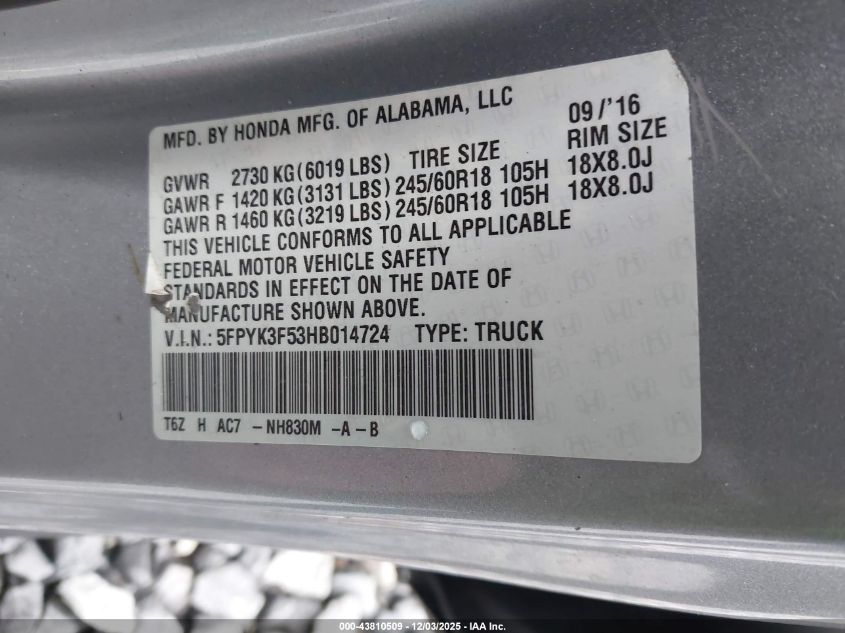 MFD. BY HONDA MFG. OF ALABAMA, LLC 09/'16
GVWR 2730 KG(6019 LBS) TIRE SIZE RIM SIZE
GAWR F 1420 KG(3131 LBS) 245/60R18 105H 18X8.0J
GAWR R 1460 KG(3219 LBS) 245/60R18 105H 18X8.0J
THIS VEHICLE CONFORMS TO ALL APPLICABLE
FEDERAL MOTOR VEHICLE SAFETY
STANDARDS IN EFFECT ON THE DATE OF
MANUFACTURE SHOWN ABOVE.
V.I.N.: 5FPYK3F53HB014724 TYPE: TRUCK
T6Z H AC7 -NH830M -A -B
000-43810509 - 12/03/2025 - IAA Inc.